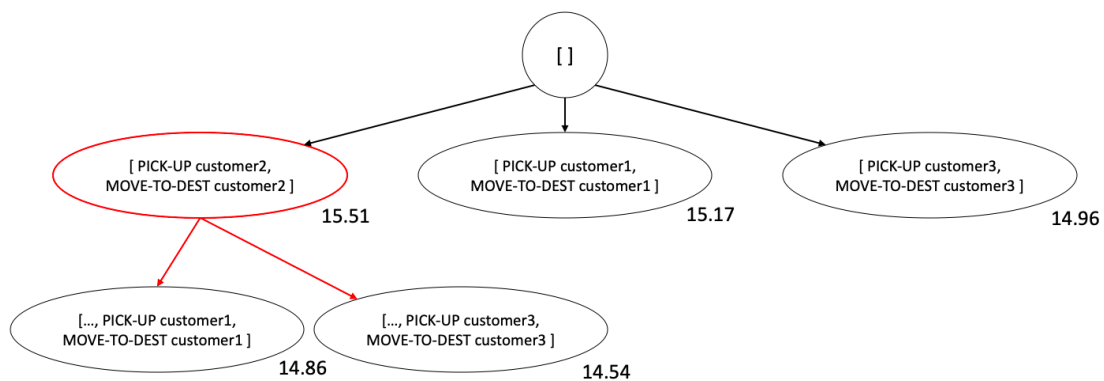 [ ]
[ PICK-UP customer2,
MOVE-TO-DEST customer2 ]
15.51
[ PICK-UP customer1,
MOVE-TO-DEST customer1 ]
15.17
[ PICK-UP customer3,
MOVE-TO-DEST customer3 ]
14.96
[..., PICK-UP customer1,
MOVE-TO-DEST customer1 ]
14.86
[..., PICK-UP customer3,
MOVE-TO-DEST customer3 ]
14.54